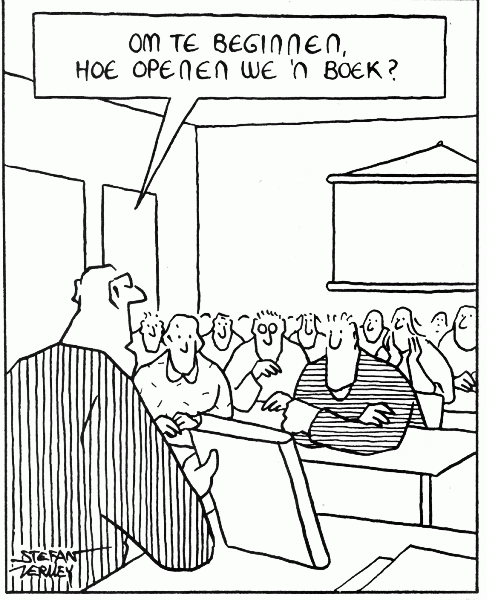 OM TE BEGINNEN,
HOE OPENEN WE 'N BOEK?
STEFAN
VERWEY